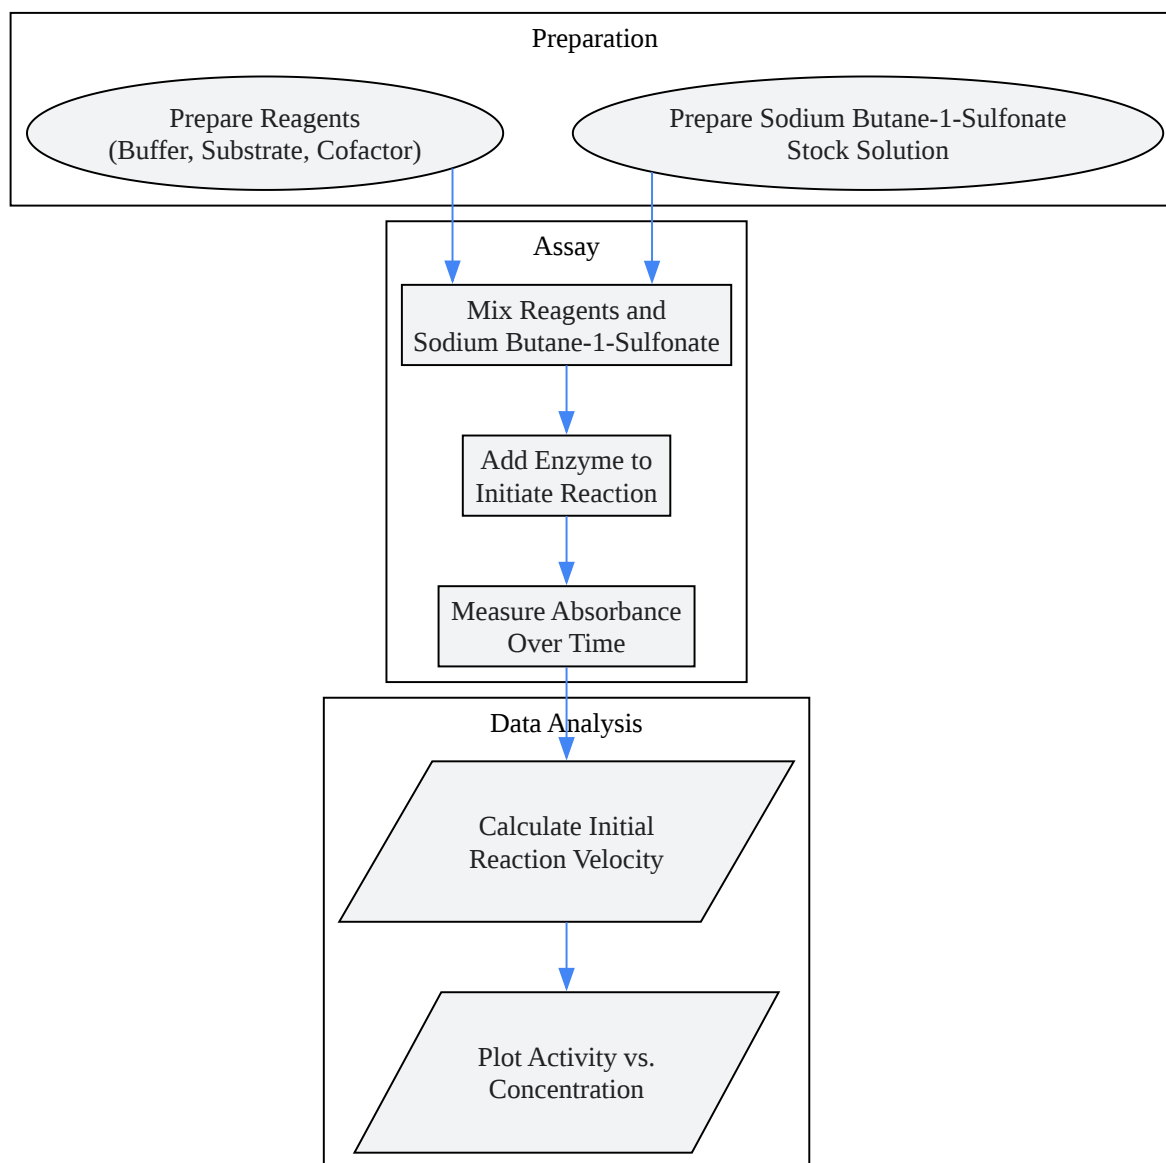 Preparation
Prepare Reagents
(Buffer, Substrate, Cofactor)
Prepare Sodium Butane-1-Sulfonate
Stock Solution
Assay
Mix Reagents and
Sodium Butane-1-Sulfonate
Add Enzyme to
Initiate Reaction
Measure Absorbance
Over Time
Data Analysis
Calculate Initial
Reaction Velocity
Plot Activity vs.
Concentration